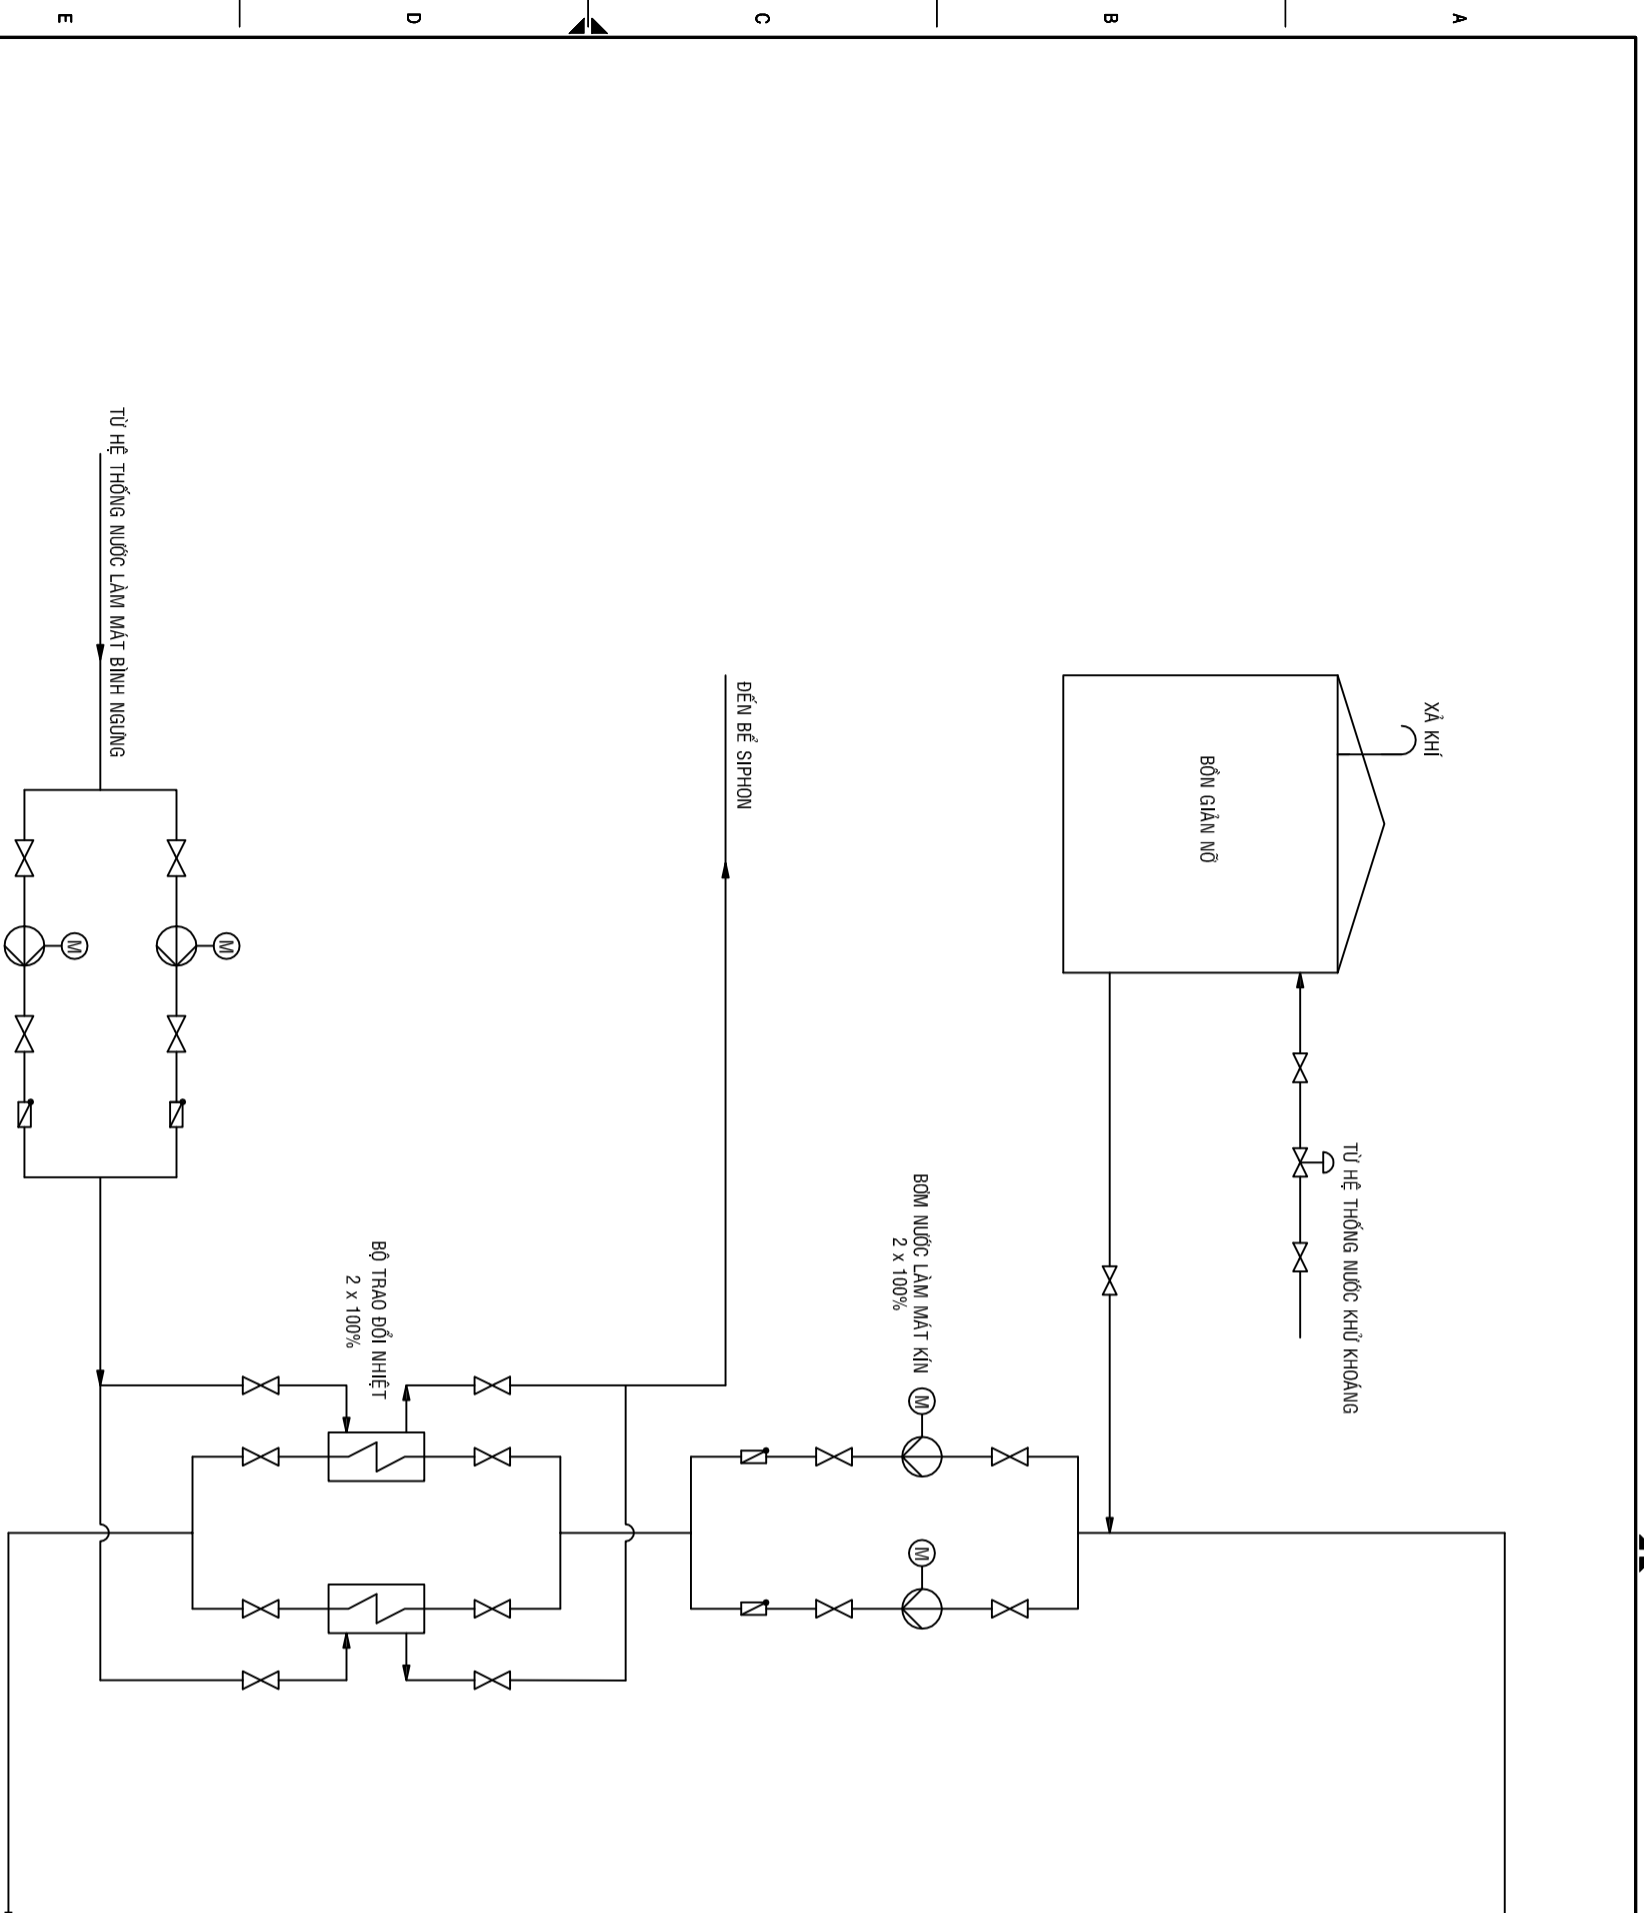 A
B
C
D
E
XẢ KHÍ
BỒN GIẢN NỠ
TỪ HỆ THỐNG NƯỚC KHỬ KHOÁNG
ĐẾN BỂ SIPHON
BƠM NƯỚC LÀM MÁT KÍN
2 x 100%
M
M
BỘ TRAO ĐỔI NHIỆT
2 x 100%
TỪ HỆ THỐNG NƯỚC LÀM MÁT BÌNH NGƯNG
M
M